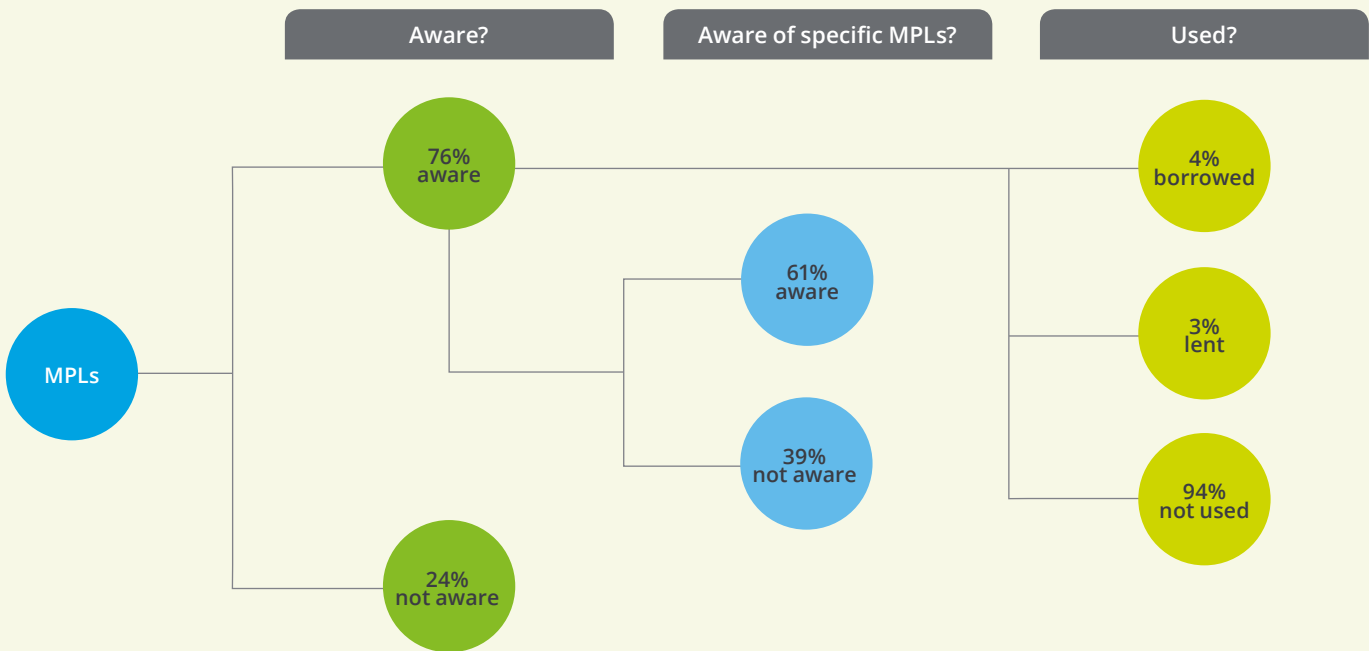 Aware?
Aware of specific MPLs?
Used?
MPLs
76%
aware
24%
not aware
61%
aware
39%
not aware
4%
borrowed
3%
lent
94%
not used